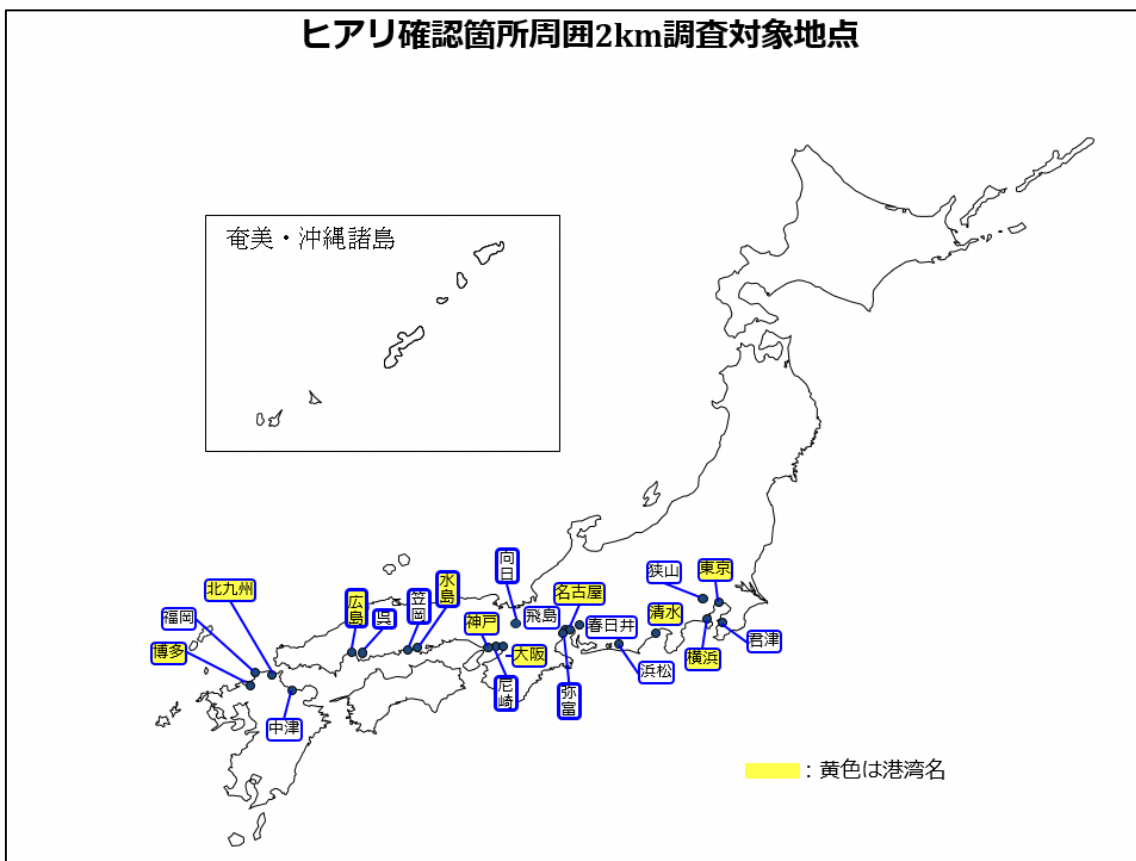 ヒアリ確認箇所周囲2km調査対象地点
奄美・沖縄諸島
向日
水島
笠岡
広島
呉
北九州
福岡
博多
中津
神戸
尼崎
大阪
飛島
名古屋
弥富
春日井
浜松
清水
狭山
東京
横浜
君津
:黄色は港湾名